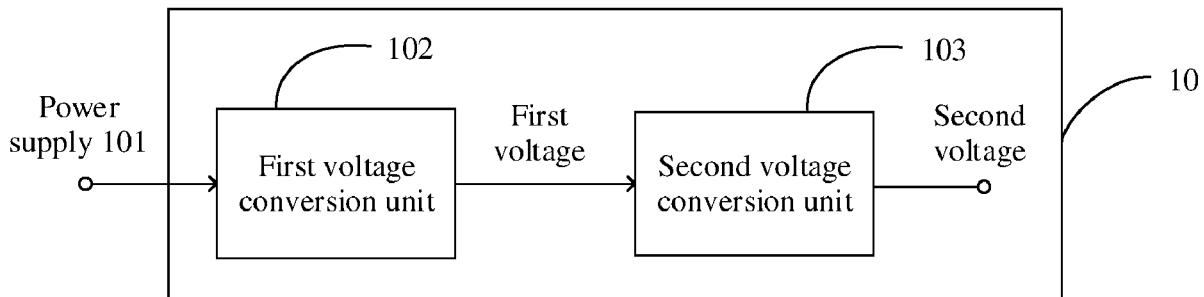 102
103
10
Power
supply 101
First
voltage
Second
voltage
First voltage
conversion unit
Second voltage
conversion unit